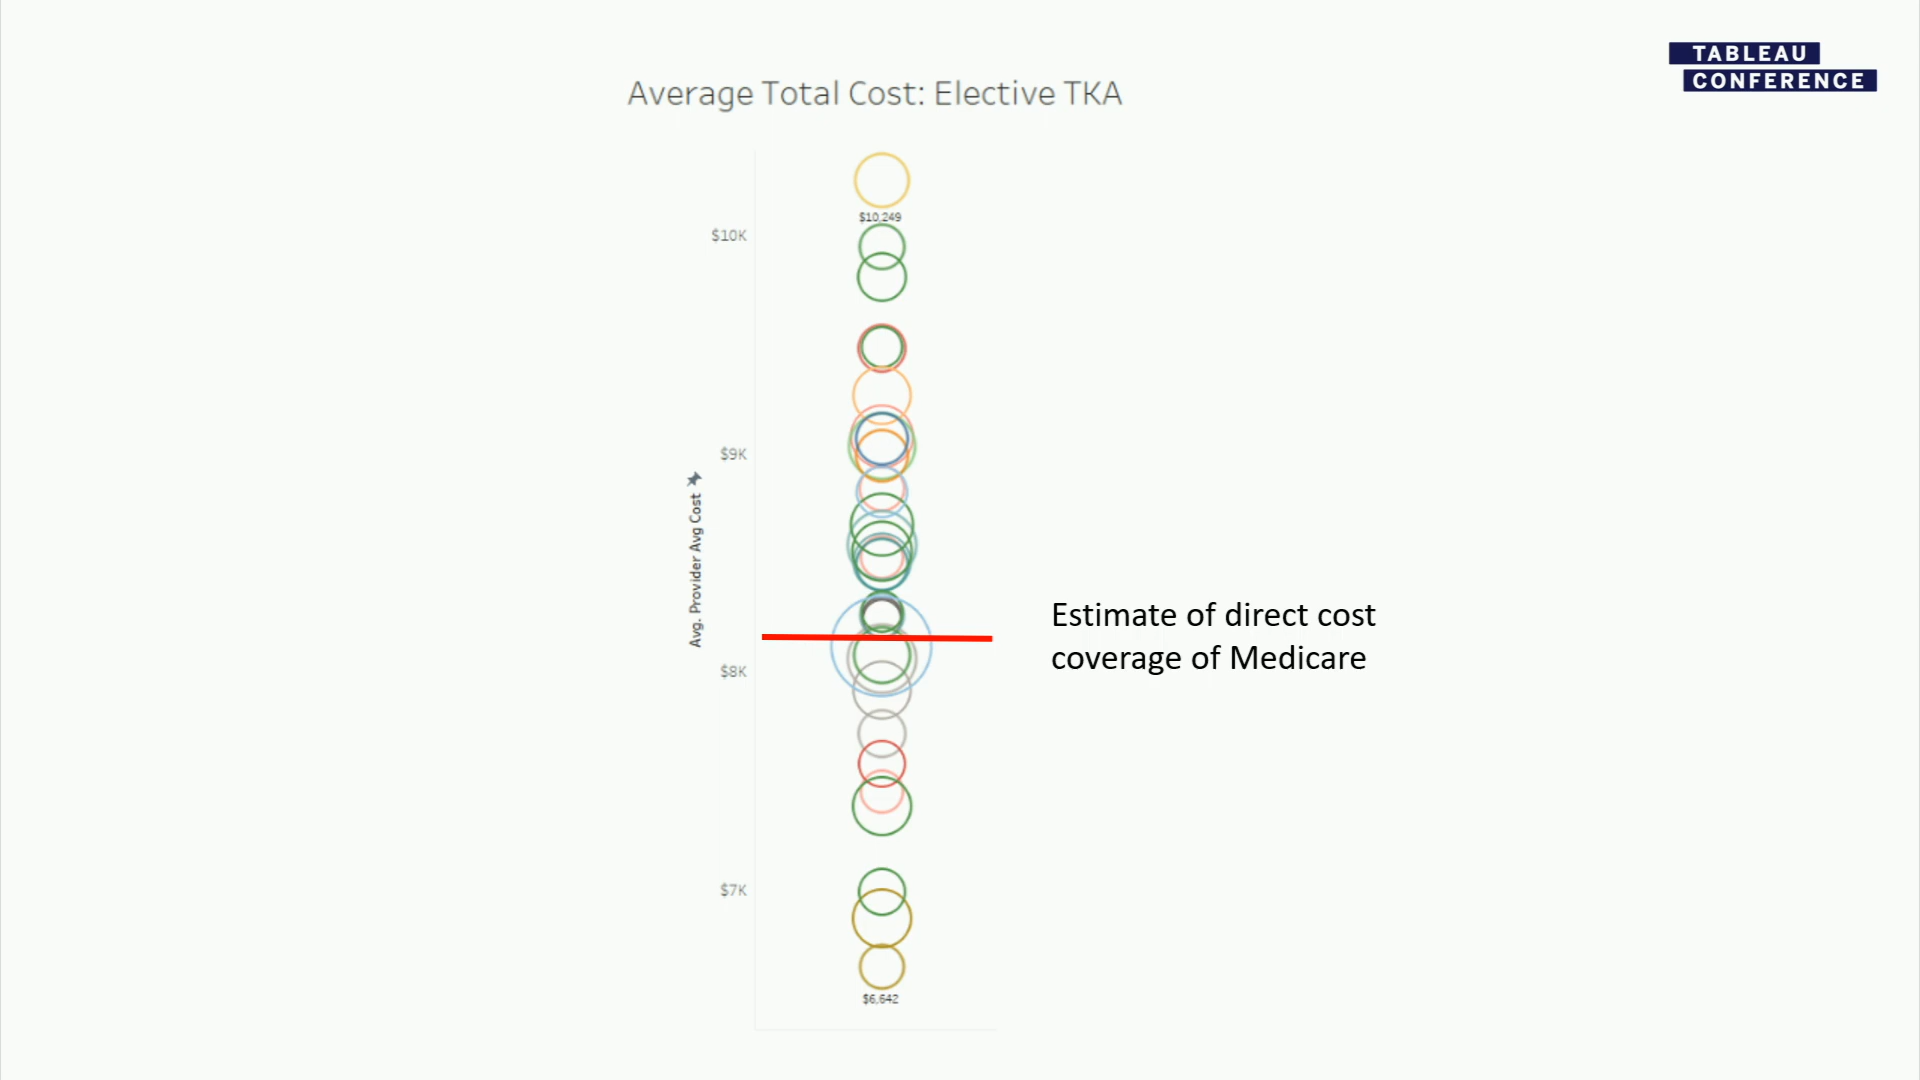 TABLEAU
CONFERENCE
Average Total Cost: Elective TKA
$10,249
$10K
$9K
Avg. Provider Avg Cost
Estimate of direct cost
coverage of Medicare
$8K
$7K
$6,642